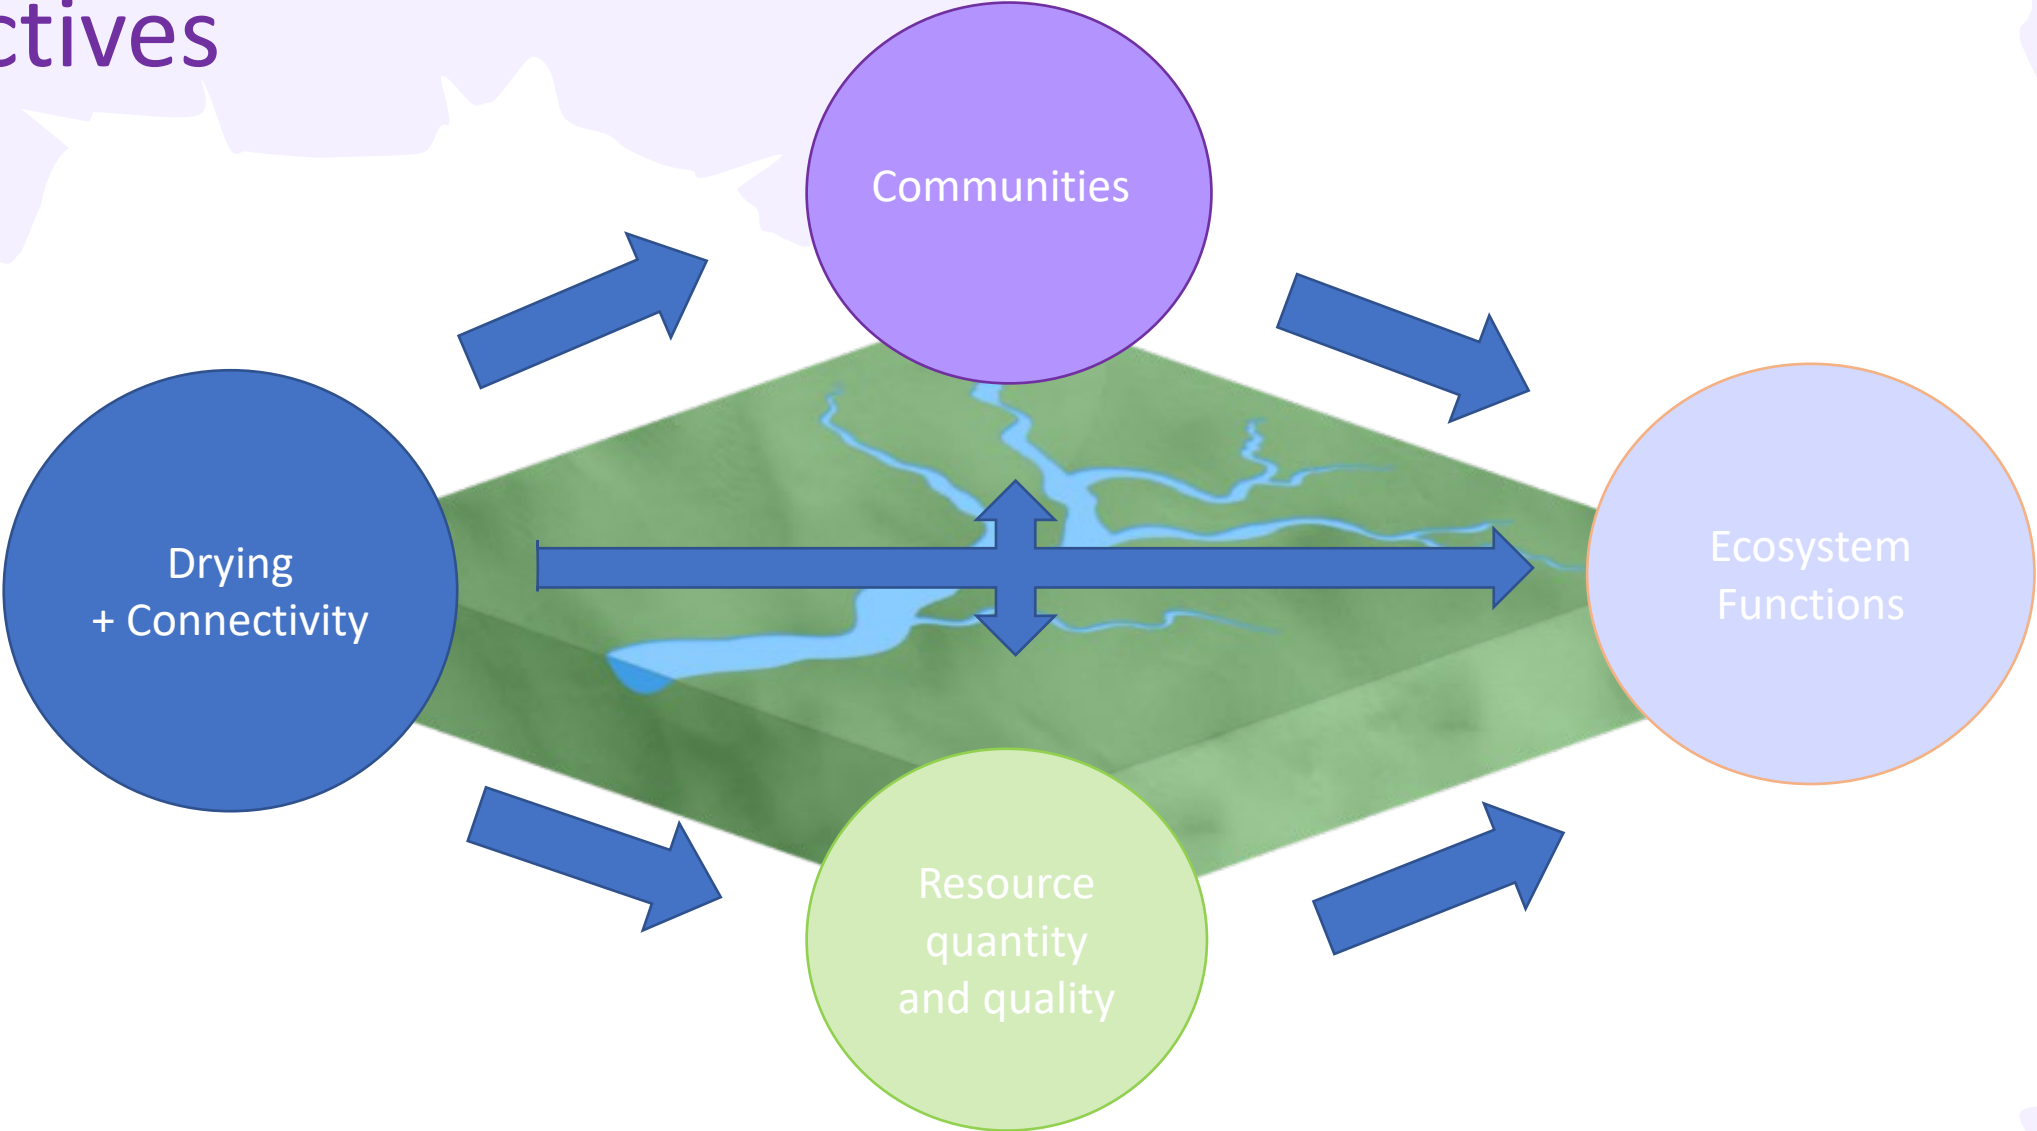 ctives
Communities
Drying
+ Connectivity
Ecosystem
Functions
Resource
quantity
and quality